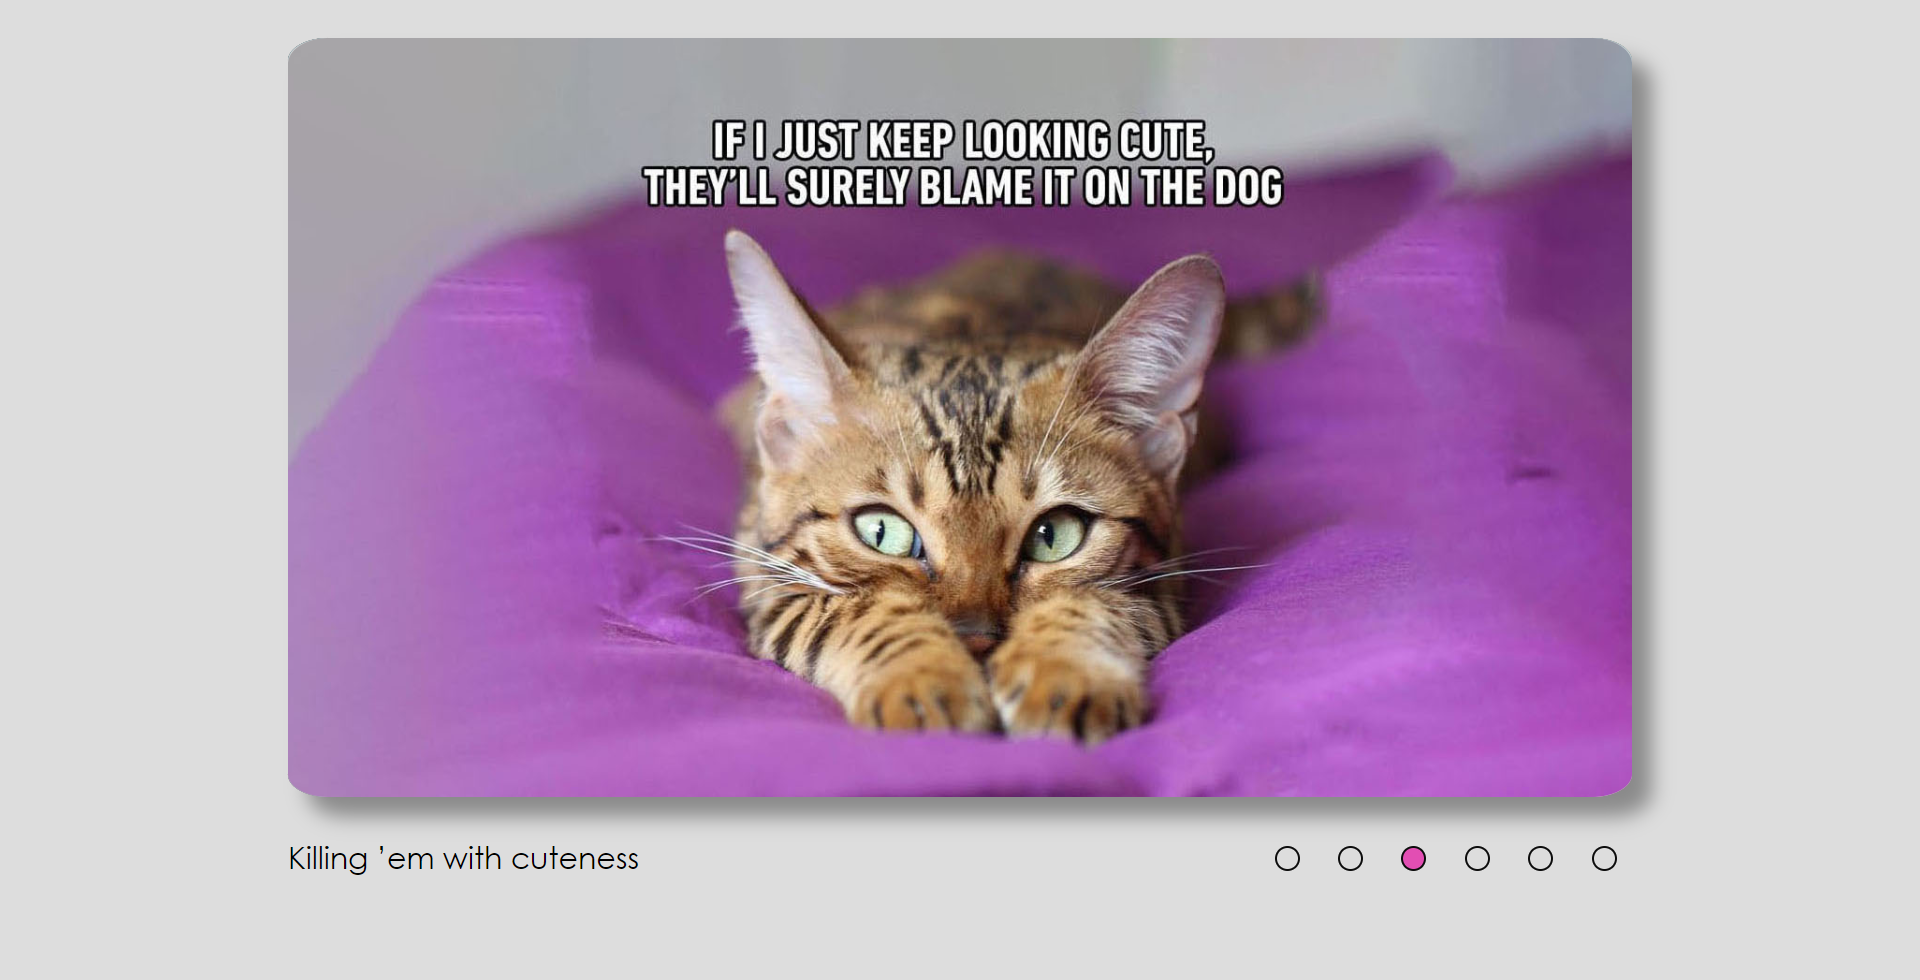 IF I JUST KEEP LOOKING CUTE,
THEY’LL SURELY BLAME IT ON THE DOG
Killing ’em with cuteness